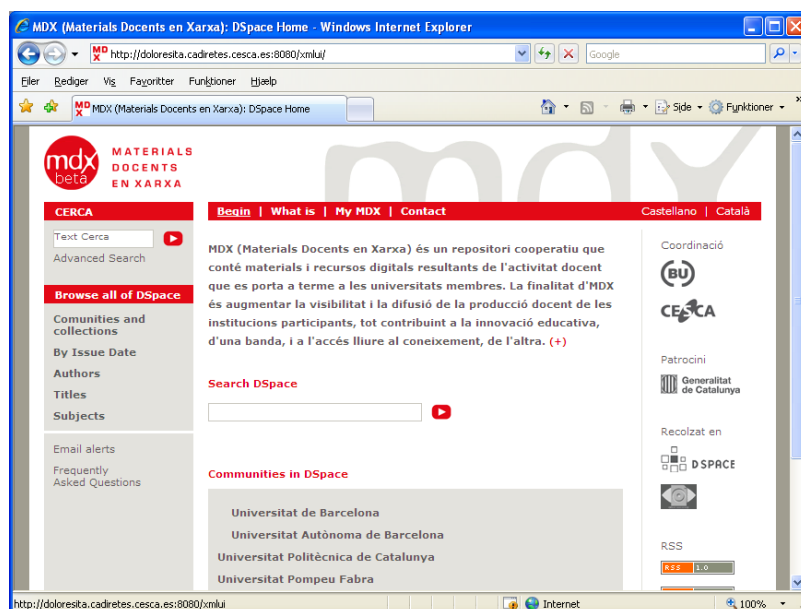 MDX (Materials Docents en Xarxa): DSpace Home - Windows Internet Explorer
MD X http://doloresita.cadiretes.cesca.es:8080/xmlui/
Google
Filer Rediger Vis Favoritter Funktioner Hjælp
MD X MDX (Materials Docents en Xarxa): DSpace Home
Side Funktioner »
mdx beta
MATERIALS
DOCENTS
EN XARXA
mdx
CERCA
Text Cerca
Advanced Search
Browse all of DSpace
Comunities and
collections
By Issue Date
Authors
Titles
Subjects
Email alerts
Frequently
Asked Questions
Begin | What is | My MDX | Contact
Castellano | Català
MDX (Materials Docents en Xarxa) és un repositori cooperatiu que
conté materials i recursos digitals resultants de l'activitat docent
que es porta a terme a les universitats membres. La finalitat d'MDX
és augmentar la visibilitat i la difusió de la producció docent de les
institucions participants, tot contribuint a la innovació educativa,
d'una banda, i a l'accés lliure al coneixement, de l'altra. (+)
Search DSpace
Communities in DSpace
Universitat de Barcelona
Universitat Autònoma de Barcelona
Universitat Politècnica de Catalunya
Universitat Pompeu Fabra
Coordinació
BU
CESCA
Patrocini
Generalitat
de Catalunya
Recolzat en
DSPACE
RSS
RSS 1.0
http://doloresita.cadiretes.cesca.es:8080/xmlui
Internet
100%